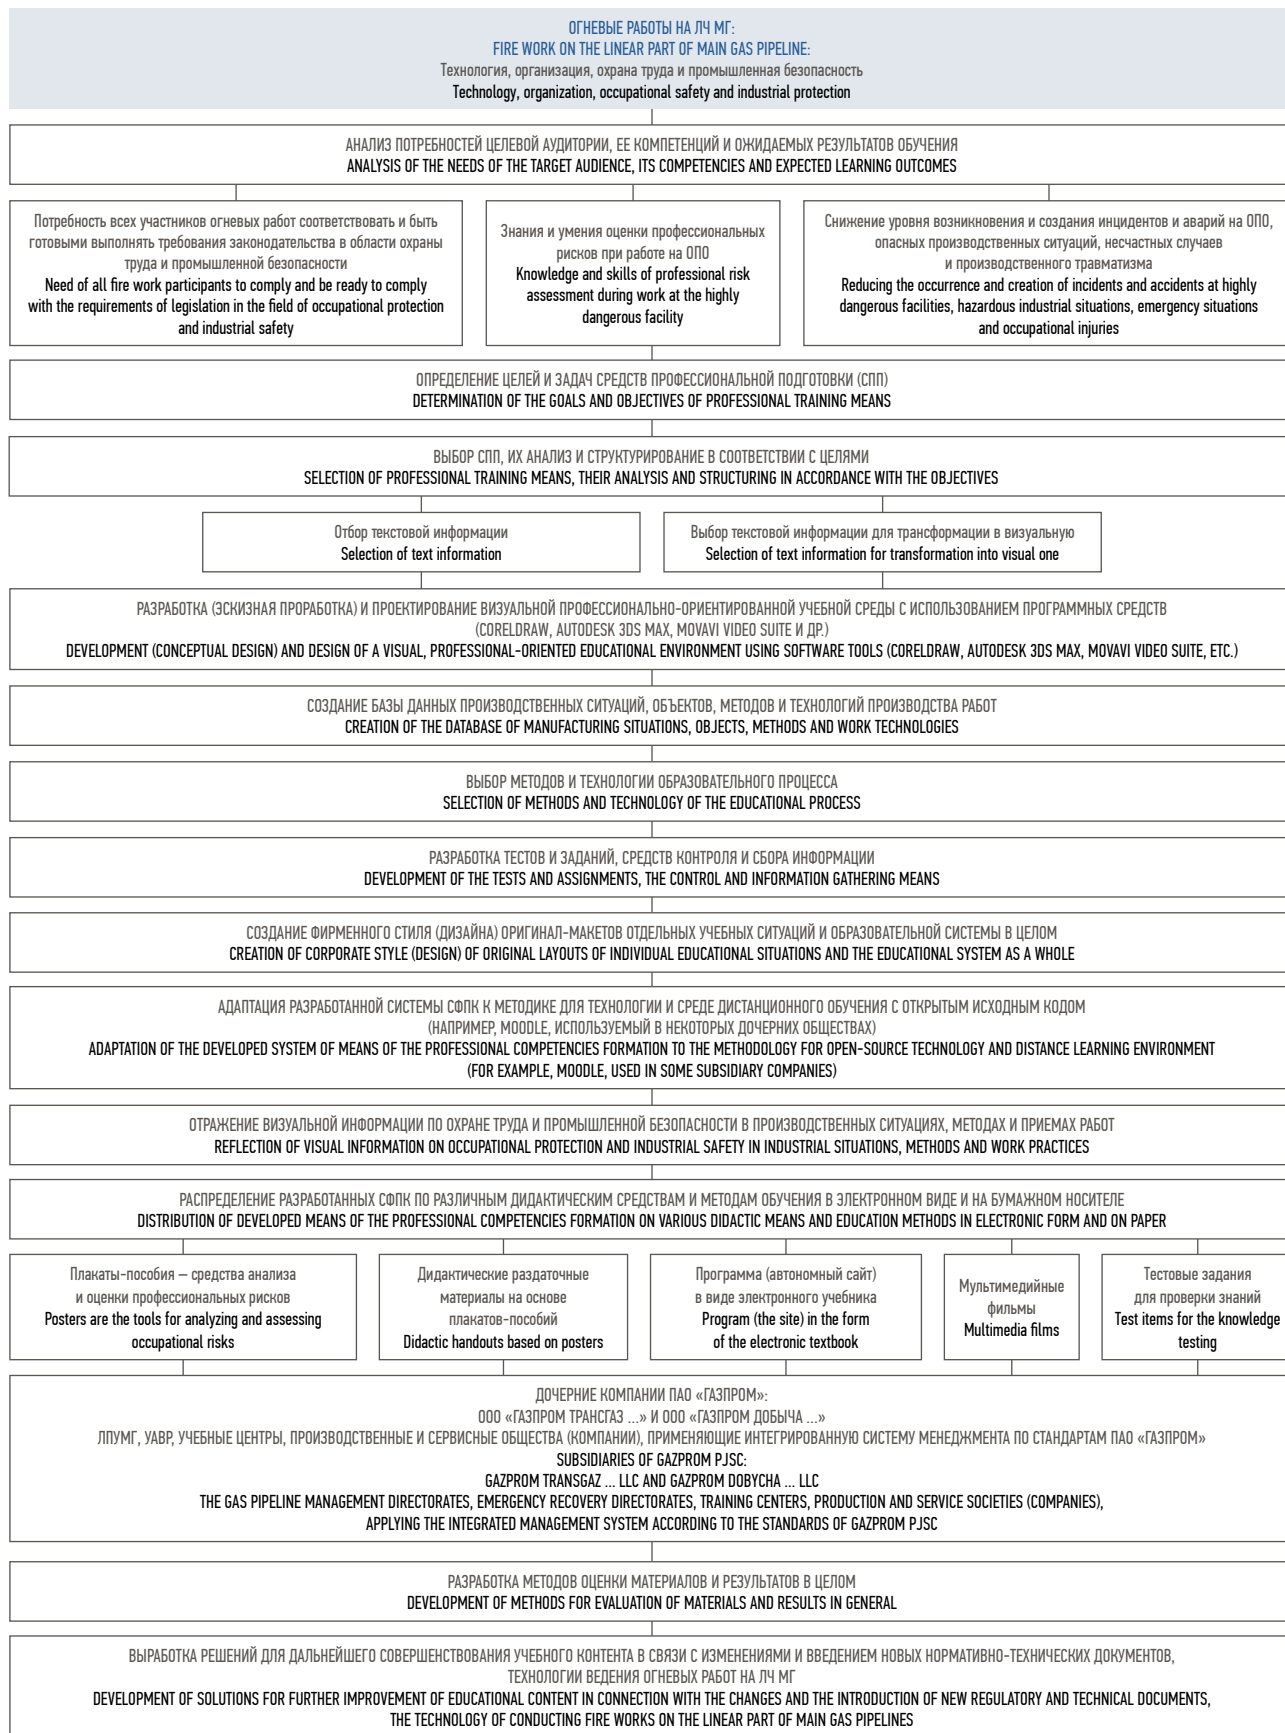 ОГНЕВЫЕ РАБОТЫ НА ЛЧ МГ:
FIRE WORK ON THE LINEAR PART OF MAIN GAS PIPELINE:
Технология, организация, охрана труда и промышленная безопасность
Technology, organization, occupational safety and industrial protection
АНАЛИЗ ПОТРЕБНОСТЕЙ ЦЕЛЕВОЙ АУДИТОРИИ, ЕЕ КОМПЕТЕНЦИЙ И ОЖИДАЕМЫХ РЕЗУЛЬТАТОВ ОБУЧЕНИЯ
ANALYSIS OF THE NEEDS OF THE TARGET AUDIENCE, ITS COMPETENCIES AND EXPECTED LEARNING OUTCOMES
Потребность всех участников огневых работ соответствовать и быть
готовыми выполнять требования законодательства в области охраны
труда и промышленной безопасности
Need of all fire work participants to comply and be ready to comply
with the requirements of legislation in the field of occupational protection
and industrial safety
Знания и умения оценки профессиональных
рисков при работе на ОПО
Knowledge and skills of professional risk
assessment during work at the highly
dangerous facility
Снижение уровня возникновения и создания инцидентов и аварий на ОПО,
опасных производственных ситуаций, несчастных случаев
и производственного травматизма
Reducing the occurrence and creation of incidents and accidents at highly
dangerous facilities, hazardous industrial situations, emergency situations
and occupational injuries
ОПРЕДЕЛЕНИЕ ЦЕЛЕЙ И ЗАДАЧ СРЕДСТВ ПРОФЕССИОНАЛЬНОЙ ПОДГОТОВКИ (СПП)
DETERMINATION OF THE GOALS AND OBJECTIVES OF PROFESSIONAL TRAINING MEANS
ВЫБОР СПП, ИХ АНАЛИЗ И СТРУКТУРИРОВАНИЕ В СООТВЕТСТВИИ С ЦЕЛЯМИ
SELECTION OF PROFESSIONAL TRAINING MEANS, THEIR ANALYSIS AND STRUCTURING IN ACCORDANCE WITH THE OBJECTIVES
Отбор текстовой информации
Selection of text information
Выбор текстовой информации для трансформации в визуальную
Selection of text information for transformation into visual one
РАЗРАБОТКА (ЭСКИЗНАЯ ПРОРАБОТКА) И ПРОЕКТИРОВАНИЕ ВИЗУАЛЬНОЙ ПРОФЕССИОНАЛЬНО-ОРИЕНТИРОВАННОЙ УЧЕБНОЙ СРЕДЫ С ИСПОЛЬЗОВАНИЕМ ПРОГРАММНЫХ СРЕДСТВ
(CORELDRAW, AUTODESK 3DS MAX, MOVAVI VIDEO SUITE И ДР.)
DEVELOPMENT (CONCEPTUAL DESIGN) AND DESIGN OF A VISUAL, PROFESSIONAL-ORIENTED EDUCATIONAL ENVIRONMENT USING SOFTWARE TOOLS (CORELDRAW, AUTODESK 3DS MAX, MOVAVI VIDEO SUITE, ETC.)
СОЗДАНИЕ БАЗЫ ДАННЫХ ПРОИЗВОДСТВЕННЫХ СИТУАЦИЙ, ОБЪЕКТОВ, МЕТОДОВ И ТЕХНОЛОГИЙ ПРОИЗВОДСТВА РАБОТ
CREATION OF THE DATABASE OF MANUFACTURING SITUATIONS, OBJECTS, METHODS AND WORK TECHNOLOGIES
ВЫБОР МЕТОДОВ И ТЕХНОЛОГИИ ОБРАЗОВАТЕЛЬНОГО ПРОЦЕССА
SELECTION OF METHODS AND TECHNOLOGY OF THE EDUCATIONAL PROCESS
РАЗРАБОТКА ТЕСТОВ И ЗАДАНИЙ, СРЕДСТВ КОНТРОЛЯ И СБОРА ИНФОРМАЦИИ
DEVELOPMENT OF THE TESTS AND ASSIGNMENTS, THE CONTROL AND INFORMATION GATHERING MEANS
СОЗДАНИЕ ФИРМЕННОГО СТИЛЯ (ДИЗАЙНА) ОРИГИНАЛ-МАКЕТОВ ОТДЕЛЬНЫХ УЧЕБНЫХ СИТУАЦИЙ И ОБРАЗОВАТЕЛЬНОЙ СИСТЕМЫ В ЦЕЛОМ
CREATION OF CORPORATE STYLE (DESIGN) OF ORIGINAL LAYOUTS OF INDIVIDUAL EDUCATIONAL SITUATIONS AND THE EDUCATIONAL SYSTEM AS A WHOLE
АДАПТАЦИЯ РАЗРАБОТАННОЙ СИСТЕМЫ СФПК К МЕТОДИКЕ ДЛЯ ТЕХНОЛОГИИ И СРЕДЕ ДИСТАНЦИОННОГО ОБУЧЕНИЯ С ОТКРЫТЫМ ИСХОДНЫМ КОДОМ
(НАПРИМЕР, MOODLE, ИСПОЛЬЗУЕМЫЙ В НЕКОТОРЫХ ДОЧЕРНИХ ОБЩЕСТВАХ)
ADAPTATION OF THE DEVELOPED SYSTEM OF MEANS OF THE PROFESSIONAL COMPETENCIES FORMATION TO THE METHODOLOGY FOR OPEN-SOURCE TECHNOLOGY AND DISTANCE LEARNING ENVIRONMENT
(FOR EXAMPLE, MOODLE, USED IN SOME SUBSIDIARY COMPANIES)
ОТРАЖЕНИЕ ВИЗУАЛЬНОЙ ИНФОРМАЦИИ ПО ОХРАНЕ ТРУДА И ПРОМЫШЛЕННОЙ БЕЗОПАСНОСТИ В ПРОИЗВОДСТВЕННЫХ СИТУАЦИЯХ, МЕТОДАХ И ПРИЕМАХ РАБОТ
REFLECTION OF VISUAL INFORMATION ON OCCUPATIONAL PROTECTION AND INDUSTRIAL SAFETY IN INDUSTRIAL SITUATIONS, METHODS AND WORK PRACTICES
РАСПРЕДЕЛЕНИЕ РАЗРАБОТАННЫХ СФПК ПО РАЗЛИЧНЫМ ДИДАКТИЧЕСКИМ СРЕДСТВАМ И МЕТОДАМ ОБУЧЕНИЯ В ЭЛЕКТРОННОМ ВИДЕ И НА БУМАЖНОМ НОСИТЕЛЕ
DISTRIBUTION OF DEVELOPED MEANS OF THE PROFESSIONAL COMPETENCIES FORMATION ON VARIOUS DIDACTIC MEANS AND EDUCATION METHODS IN ELECTRONIC FORM AND ON PAPER
Плакаты-пособия – средства анализа
и оценки профессиональных рисков
Posters are the tools for analyzing and assessing
occupational risks
Дидактические раздаточные
материалы на основе
плакатов-пособий
Didactic handouts based on posters
Программа (автономный сайт)
в виде электронного учебника
Program (the site) in the form
of the electronic textbook
Мультимедийные
фильмы
Multimedia films
Тестовые задания
для проверки знаний
Test items for the knowledge
testing
ДОЧЕРНИЕ КОМПАНИИ ПАО «ГАЗПРОМ»:
ООО «ГАЗПРОМ ТРАНСГАЗ ...» И ООО «ГАЗПРОМ ДОБЫЧА ...»
ЛПУМГ, УАВР, УЧЕБНЫЕ ЦЕНТРЫ, ПРОИЗВОДСТВЕННЫЕ И СЕРВИСНЫЕ ОБЩЕСТВА (КОМПАНИИ), ПРИМЕНЯЮЩИЕ ИНТЕГРИРОВАННУЮ СИСТЕМУ МЕНЕДЖМЕНТА ПО СТАНДАРТАМ ПАО «ГАЗПРОМ»
SUBSIDIARIES OF GAZPROM PJSC:
GAZPROM TRANSGAZ ... LLC AND GAZPROM DOBYCHA ... LLC
THE GAS PIPELINE MANAGEMENT DIRECTORATES, EMERGENCY RECOVERY DIRECTORATES, TRAINING CENTERS, PRODUCTION AND SERVICE SOCIETIES (COMPANIES),
APPLYING THE INTEGRATED MANAGEMENT SYSTEM ACCORDING TO THE STANDARDS OF GAZPROM PJSC
РАЗРАБОТКА МЕТОДОВ ОЦЕНКИ МАТЕРИАЛОВ И РЕЗУЛЬТАТОВ В ЦЕЛОМ
DEVELOPMENT OF METHODS FOR EVALUATION OF MATERIALS AND RESULTS IN GENERAL
ВЫРАБОТКА РЕШЕНИЙ ДЛЯ ДАЛЬНЕЙШЕГО СОВЕРШЕНСТВОВАНИЯ УЧЕБНОГО КОНТЕНТА В СВЯЗИ С ИЗМЕНЕНИЯМИ И ВВЕДЕНИЕМ НОВЫХ НОРМАТИВНО-ТЕХНИЧЕСКИХ ДОКУМЕНТОВ,
ТЕХНОЛОГИИ ВЕДЕНИЯ ОГНЕВЫХ РАБОТ НА ЛЧ МГ
DEVELOPMENT OF SOLUTIONS FOR FURTHER IMPROVEMENT OF EDUCATIONAL CONTENT IN CONNECTION WITH THE CHANGES AND THE INTRODUCTION OF NEW REGULATORY AND TECHNICAL DOCUMENTS,
THE TECHNOLOGY OF CONDUCTING FIRE WORKS ON THE LINEAR PART OF MAIN GAS PIPELINES